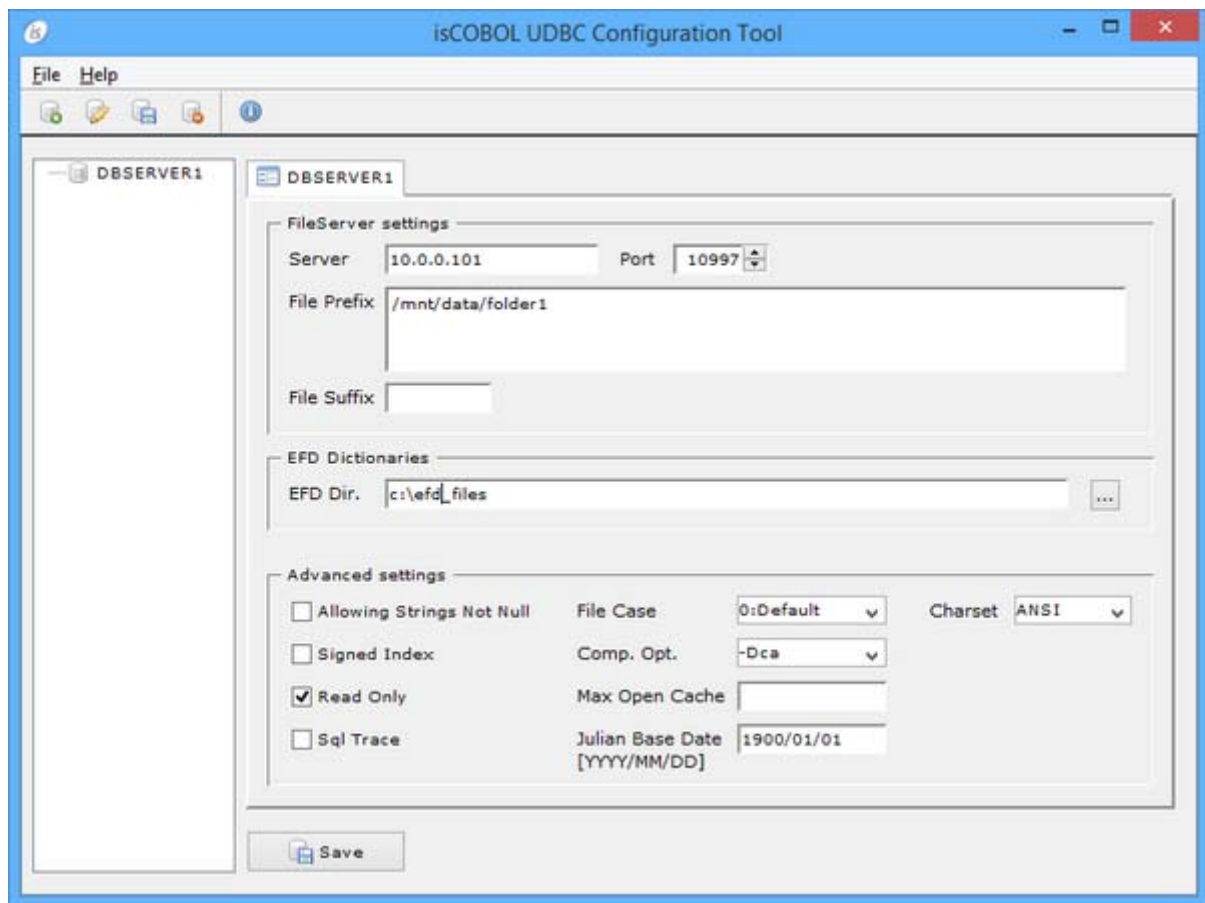 is
isCOBOL UDBC Configuration Tool
File Help
DBSERVER1
DBSERVER1
FileServer settings
Server 10.0.0.101 Port 10997
File Prefix /mnt/data/folder1
File Suffix
EFD Dictionaries
EFD Dir. c:\efd_files ...
Advanced settings
Allowing Strings Not Null File Case 0:Default Charset ANSI
Signed Index Comp. Opt. -Dca
Read Only Max Open Cache
Sql Trace Julian Base Date 1900/01/01
[YYYY/MM/DD]
Save